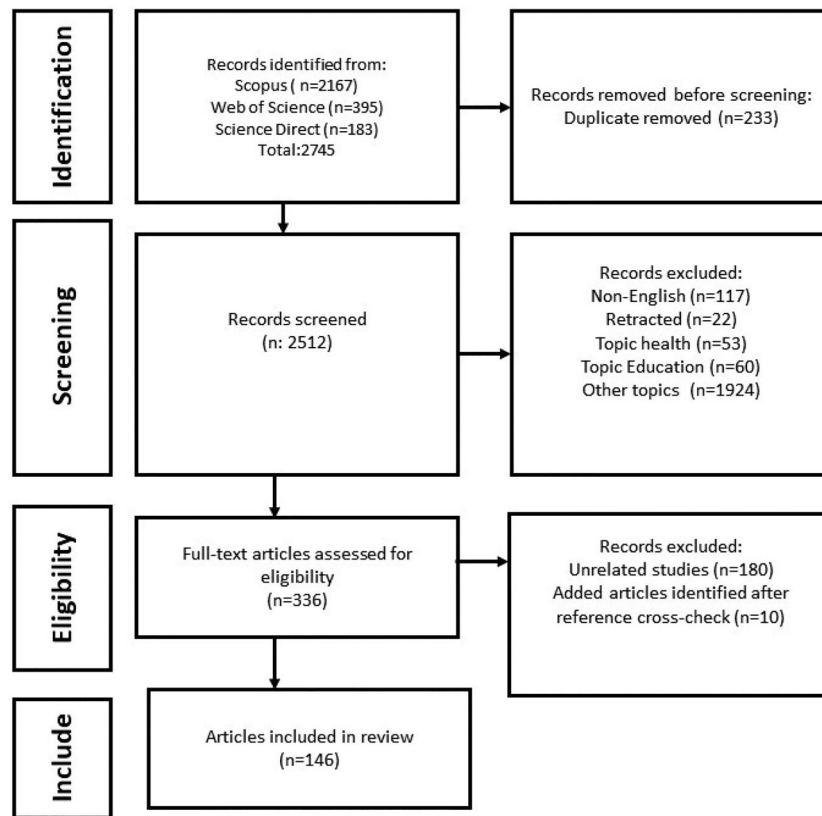 Identification
Records identified from:
Scopus ( n=2167)
Web of Science (n=395)
Science Direct (n=183)
Total:2745
Records removed before screening:
Duplicate removed (n=233)
Screening
Records screened
(n: 2512)
Records excluded:
Non-English (n=117)
Retracted (n=22)
Topic health (n=53)
Topic Education (n=60)
Other topics (n=1924)
Eligibility
Full-text articles assessed for
eligibility
(n=336)
Records excluded:
Unrelated studies (n=180)
Added articles identified after
reference cross-check (n=10)
Include
Articles included in review
(n=146)